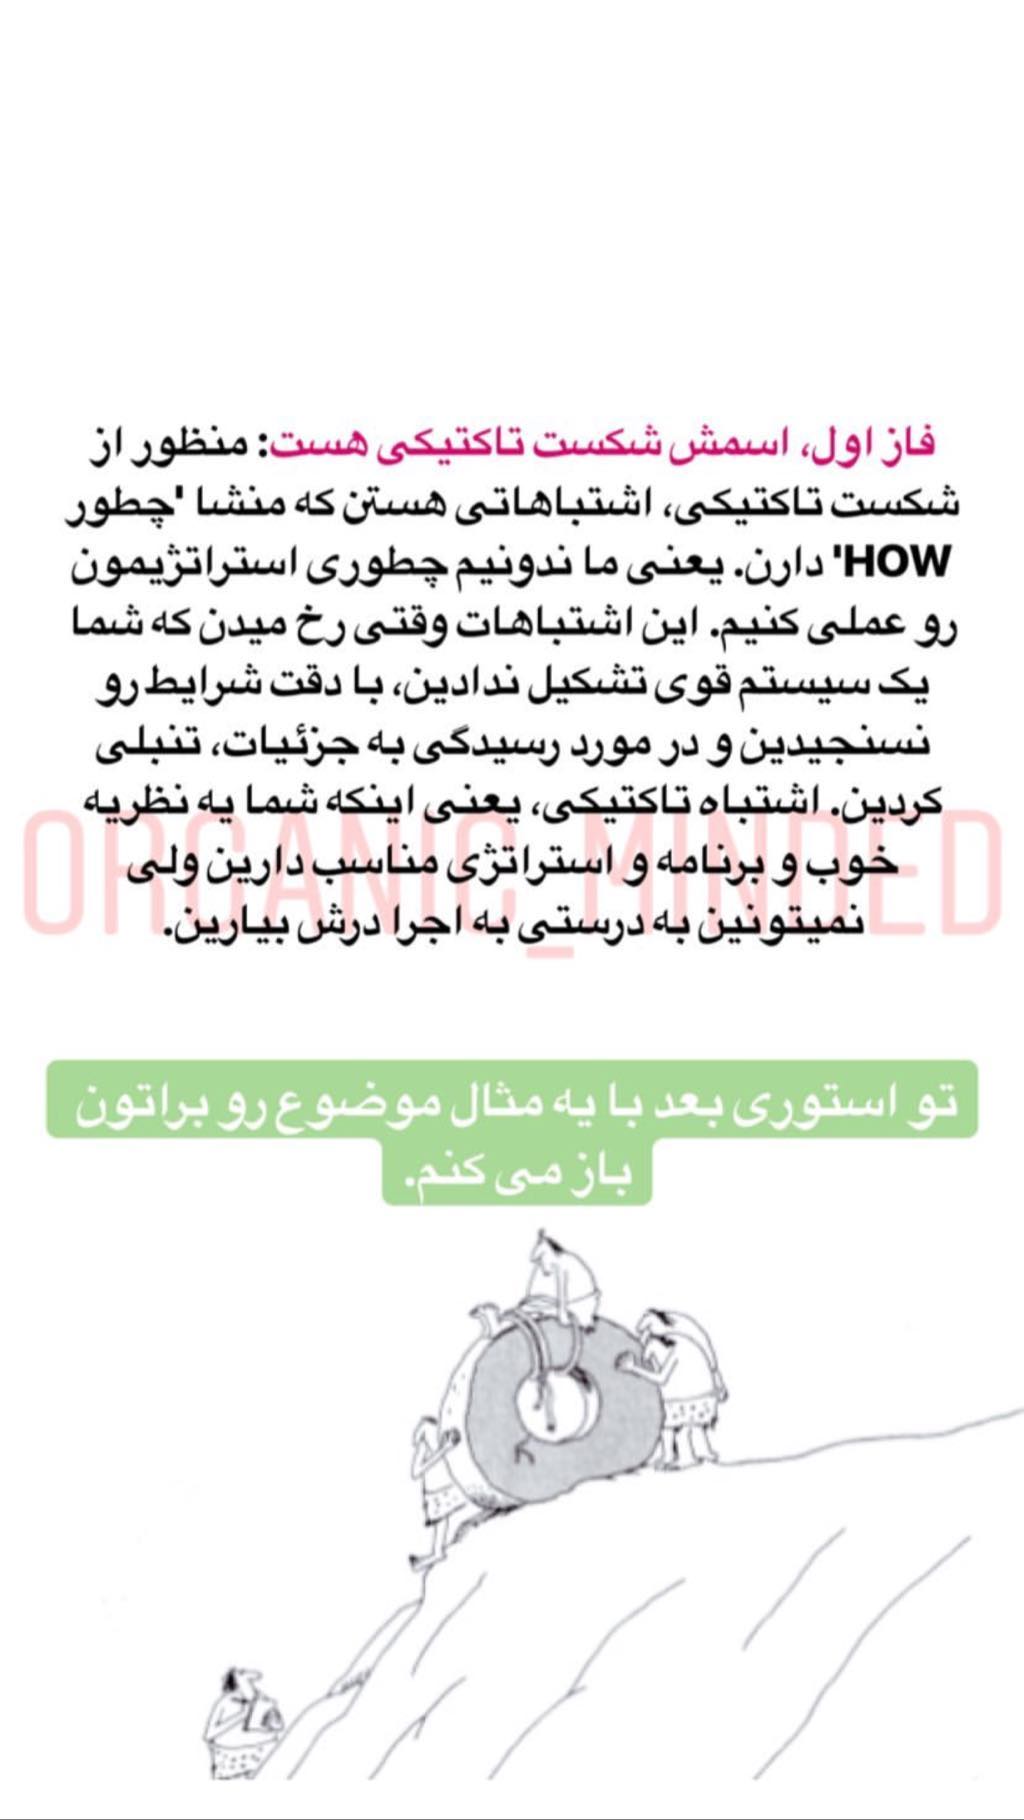 فاز اول، اسمش شکست تاکتیکی هست: منظور از
شکست تاکتیکی، اشتباهاتی هستن که منشا 'چطور
HOW' دارن. یعنی ما ندونیم چطوری استراتژیمون
رو عملی کنیم. این اشتباهات وقتی رخ میدن که شما
یک سیستم قوی تشکیل ندادین، با دقت شرایط رو
نسنجیدین و در مورد رسیدگی به جزئیات، تنبلی
کردین. اشتباه تاکتیکی، یعنی اینکه شما یه نظریه
خوب و برنامه و استراتژی مناسب دارین ولی
نمیتونین به درستی به اجرا درش بیارین.
ORGANIC_MINDED
تو استوری بعد با یه مثال موضوع رو براتون
باز می کنم.